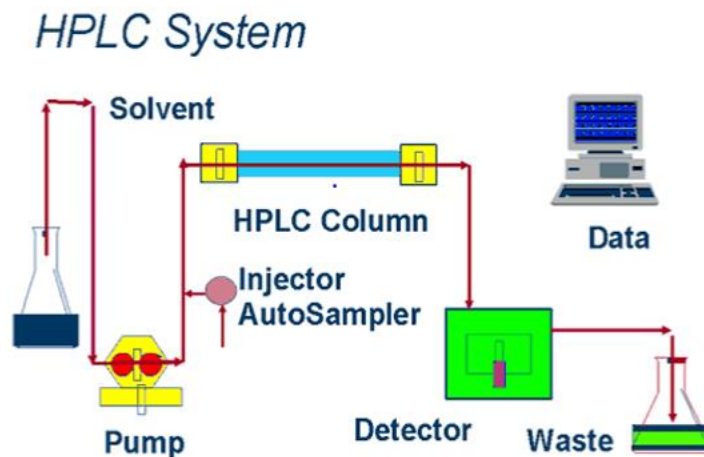 HPLC System
Solvent
HPLC Column
Data
Injector
AutoSampler
Pump
Detector
Waste